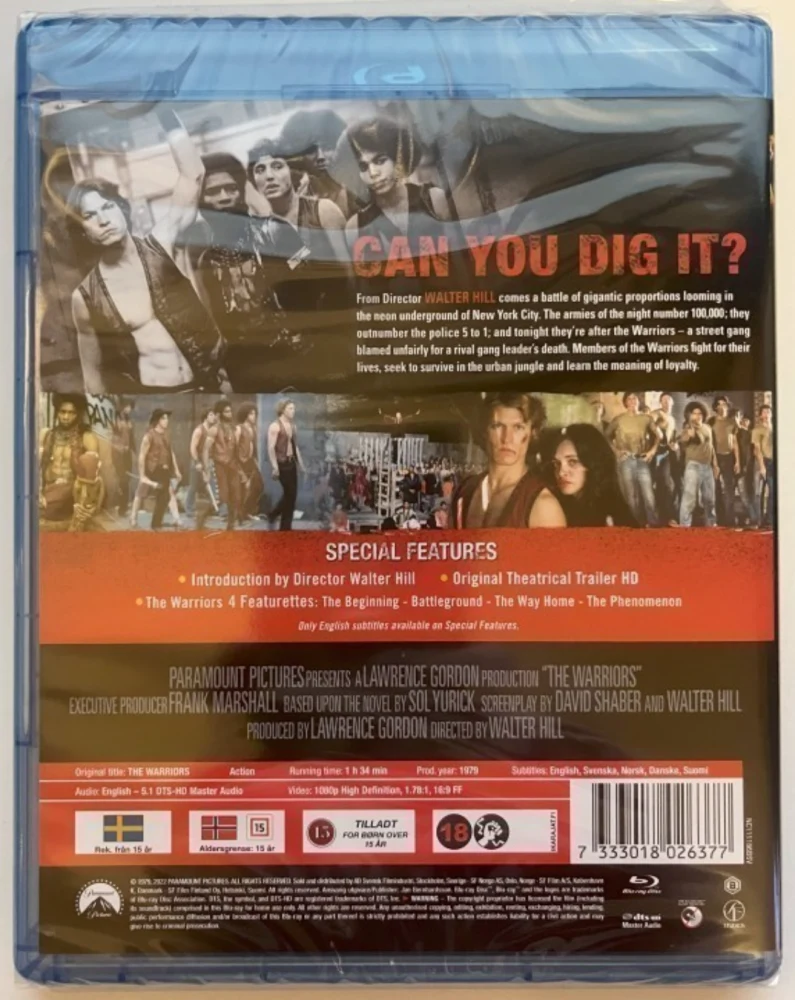 CAN YOU DIG IT?
From Director WALTER HILL comes a battle of gigantic proportions looming in
the neon underground of New York City. The armies of the night number 100,000; they
outnumber the police 5 to 1; and tonight they're after the Warriors – a street gang
blamed unfairly for a rival gang leader's death. Members of the Warriors fight for their
lives, seek to survive in the urban jungle and learn the meaning of loyalty.
SPECIAL FEATURES
• Introduction by Director Walter Hill • Original Theatrical Trailer HD
• The Warriors 4 Featurettes: The Beginning - Battleground - The Way Home - The Phenomenon
Only English subtitles available on Special Features.
PARAMOUNT PICTURES PRESENTS A LAWRENCE GORDON PRODUCTION "THE WARRIORS"
EXECUTIVE PRODUCER FRANK MARSHALL BASED UPON THE NOVEL BY SOL YURICK SCREENPLAY BY DAVID SHABER AND WALTER HILL
PRODUCED BY LAWRENCE GORDON DIRECTED BY WALTER HILL
Original title: THE WARRIORS Action Running time: 1 h 34 min Prod. year: 1979 Subtitles: English, Svenska, Norsk, Danska, Suomi
Audio: English – 5.1 DTS-HD Master Audio Video: 1080p High Definition, 1.78:1, 16:9 FF
Rek. från 15 år
15
Aldersgrense: 15 år
15
TILLADT
FOR BØRN OVER
15 ÅR
18
7 333018 026377
Paramount
Pictures
Blu-ray Disc
dts HD
Master Audio